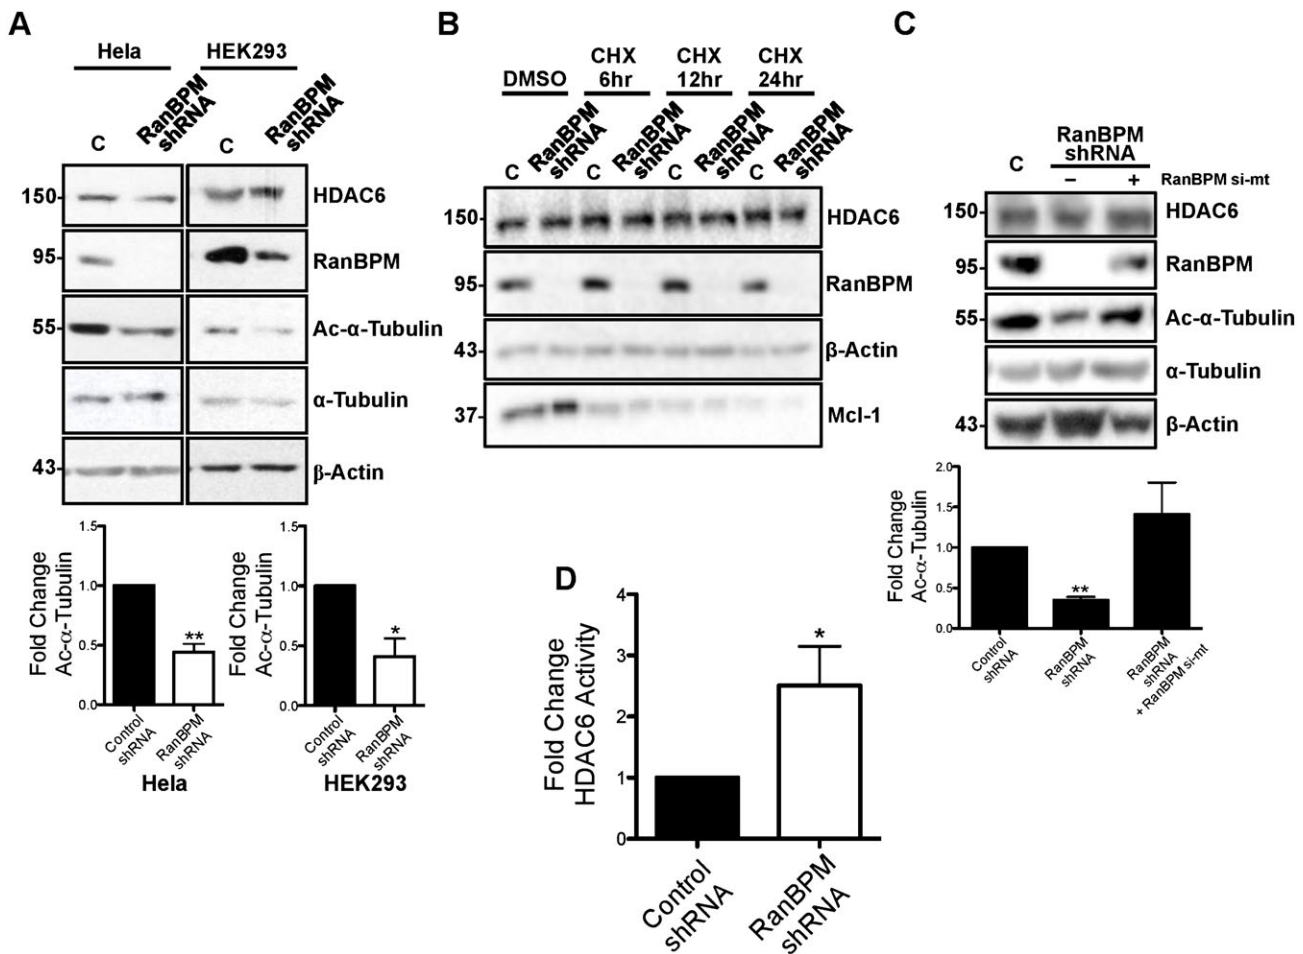 A
Hela HEK293
C RanBPM shRNA C RanBPM shRNA
150- HDAC6
95- RanBPM
55- Ac-α-Tubulin
α-Tubulin
43- β-Actin
1.5
1.0
0.5
0.0
Fold Change
Ac-α-Tubulin
**
Control shRNA
RanBPM shRNA
Hela
1.5
1.0
0.5
0.0
Fold Change
Ac-α-Tubulin
*
Control shRNA
RanBPM shRNA
HEK293
B
DMSO CHX 6hr CHX 12hr CHX 24hr
C RanBPM shRNA C RanBPM shRNA C RanBPM shRNA C RanBPM shRNA
150- HDAC6
95- RanBPM
43- β-Actin
37- Mcl-1
C
RanBPM
shRNA
C − + RanBPM si-mt
150- HDAC6
95- RanBPM
55- Ac-α-Tubulin
α-Tubulin
43- β-Actin
2.0
1.5
1.0
0.5
0.0
Fold Change
Ac-α-Tubulin
**
Control shRNA
RanBPM shRNA
RanBPM shRNA + RanBPM si-mt
D
4
3
2
1
0
Fold Change
HDAC6 Activity
*
Control shRNA
RanBPM shRNA